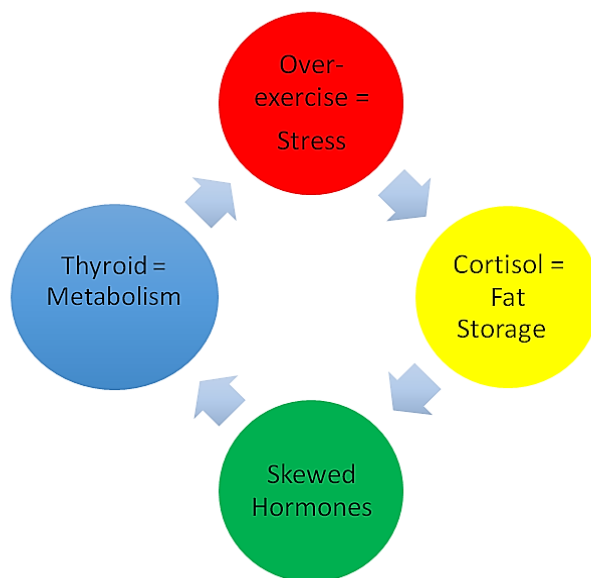 Over-
exercise =
Stress
Cortisol =
Fat
Storage
Skewed
Hormones
Thyroid =
Metabolism